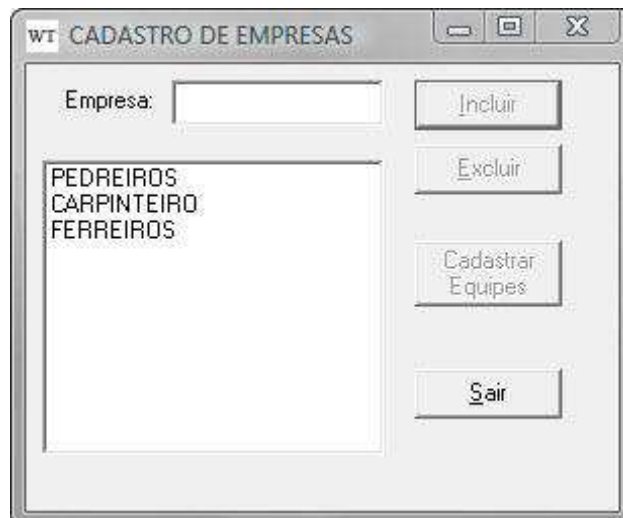 WT CADASTRO DE EMPRESAS
Empresa:
Incluir
PEDREIROS
CARPINTEIRO
FERREIROS
Excluir
Cadastrar
Equipes
Sair